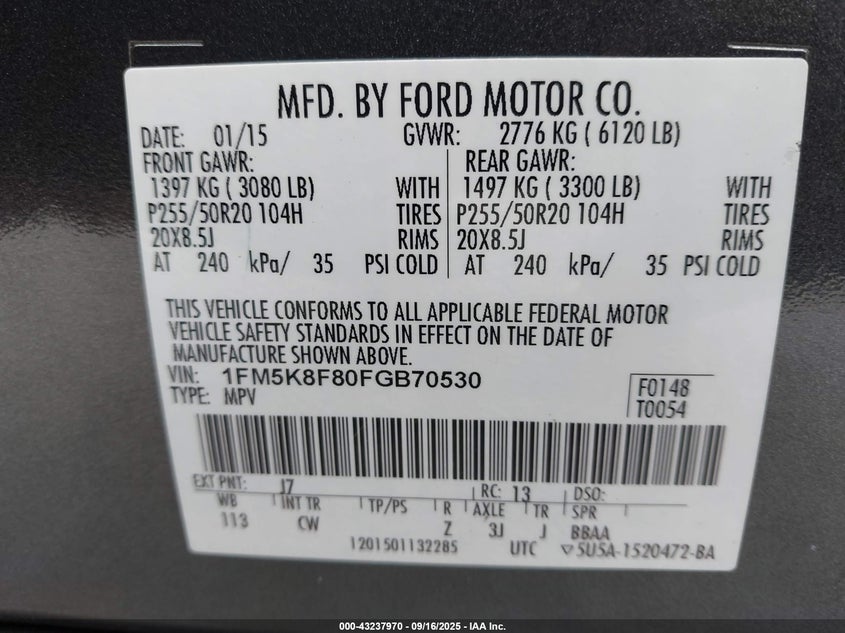 MFD. BY FORD MOTOR CO.
DATE: 01/15 GVWR: 2776 KG ( 6120 LB)
FRONT GAWR: REAR GAWR:
1397 KG ( 3080 LB) WITH 1497 KG ( 3300 LB) WITH
P255/50R20 104H TIRES P255/50R20 104H TIRES
20X8.5J RIMS 20X8.5J RIMS
AT 240 kPa/ 35 PSI COLD AT 240 kPa/ 35 PSI COLD
THIS VEHICLE CONFORMS TO ALL APPLICABLE FEDERAL MOTOR
VEHICLE SAFETY STANDARDS IN EFFECT ON THE DATE OF
MANUFACTURE SHOWN ABOVE.
VIN: 1FM5K8F80FGB70530 F0148
TYPE: MPV T0054
EXT PNT: J7 RC: 13 DSO:
WB INT TR TP/PS R AXLE TR SPR
113 CW Z 3J J BBAA
1201501132285 UTC ▽5U5A-1520472-BA
000-43237970 - 09/16/2025 - IAA Inc.